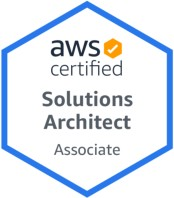 aws
certified
Solutions
Architect
Associate